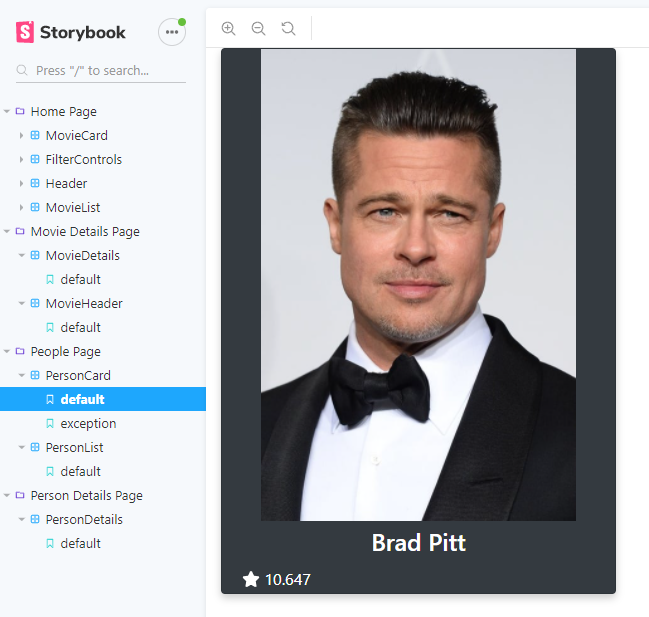 Storybook
Press "/" to search...
Home Page
MovieCard
FilterControls
Header
MovieList
Movie Details Page
MovieDetails
default
MovieHeader
default
People Page
PersonCard
default
exception
PersonList
default
Person Details Page
PersonDetails
default
Brad Pitt
10.647